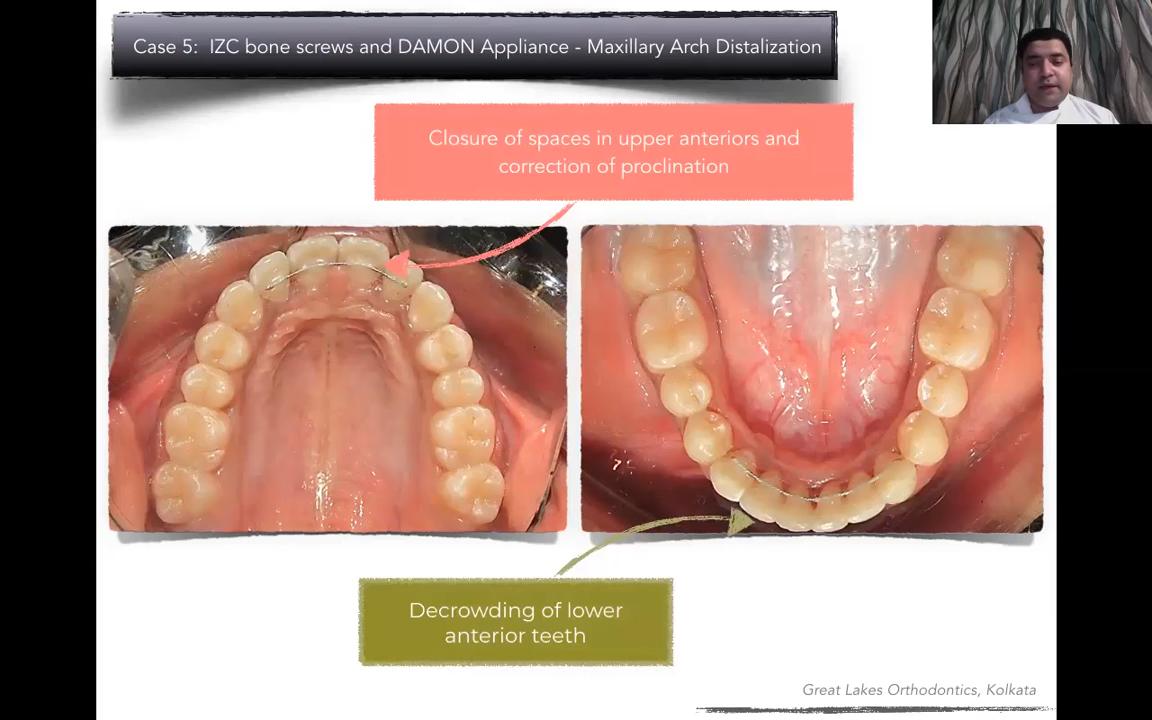 Case 5: IZC bone screws and DAMON Appliance - Maxillary Arch Distalization
Closure of spaces in upper anteriors and
correction of proclination
Decrowding of lower
anterior teeth
Great Lakes Orthodontics, Kolkata